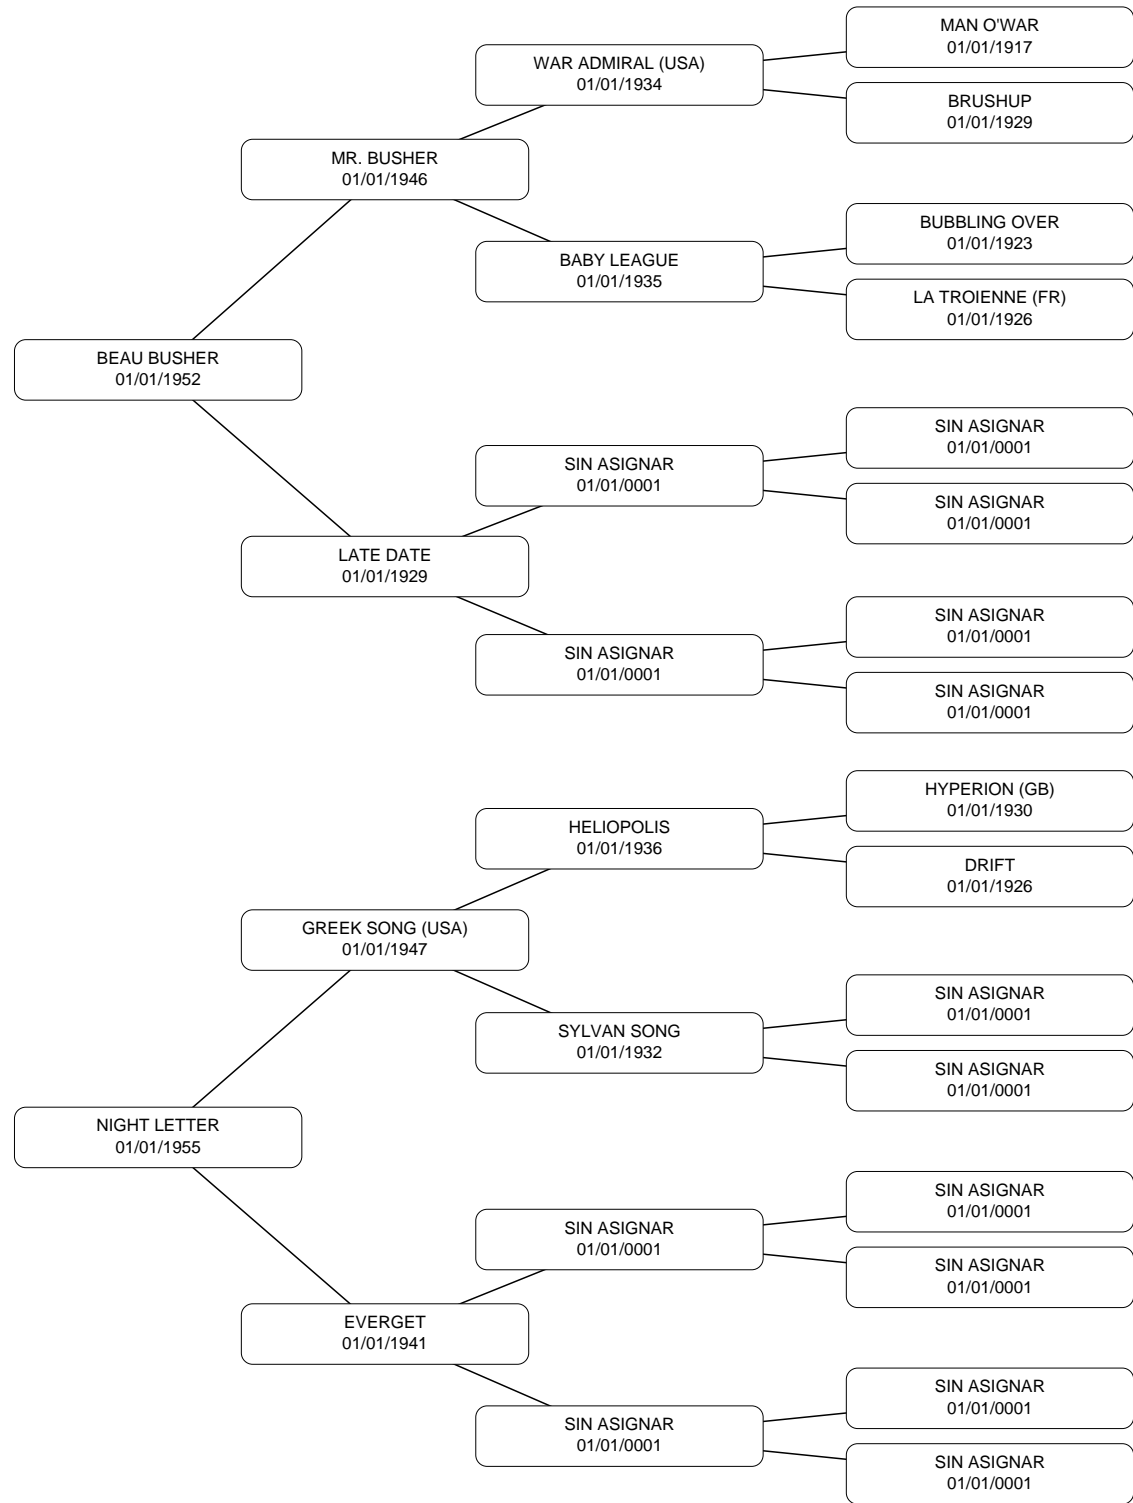 MAN O'WAR
01/01/1917
WAR ADMIRAL (USA)
01/01/1934
BRUSHUP
01/01/1929
MR. BUSHER
01/01/1946
BUBBLING OVER
01/01/1923
BABY LEAGUE
01/01/1935
LA TROIENNE (FR)
01/01/1926
BEAU BUSHER
01/01/1952
SIN ASIGNAR
01/01/0001
SIN ASIGNAR
01/01/0001
SIN ASIGNAR
01/01/0001
LATE DATE
01/01/1929
SIN ASIGNAR
01/01/0001
SIN ASIGNAR
01/01/0001
SIN ASIGNAR
01/01/0001
HYPERION (GB)
01/01/1930
HELIOPOLIS
01/01/1936
DRIFT
01/01/1926
GREEK SONG (USA)
01/01/1947
SIN ASIGNAR
01/01/0001
SYLVAN SONG
01/01/1932
SIN ASIGNAR
01/01/0001
NIGHT LETTER
01/01/1955
SIN ASIGNAR
01/01/0001
SIN ASIGNAR
01/01/0001
SIN ASIGNAR
01/01/0001
EVERGET
01/01/1941
SIN ASIGNAR
01/01/0001
SIN ASIGNAR
01/01/0001
SIN ASIGNAR
01/01/0001